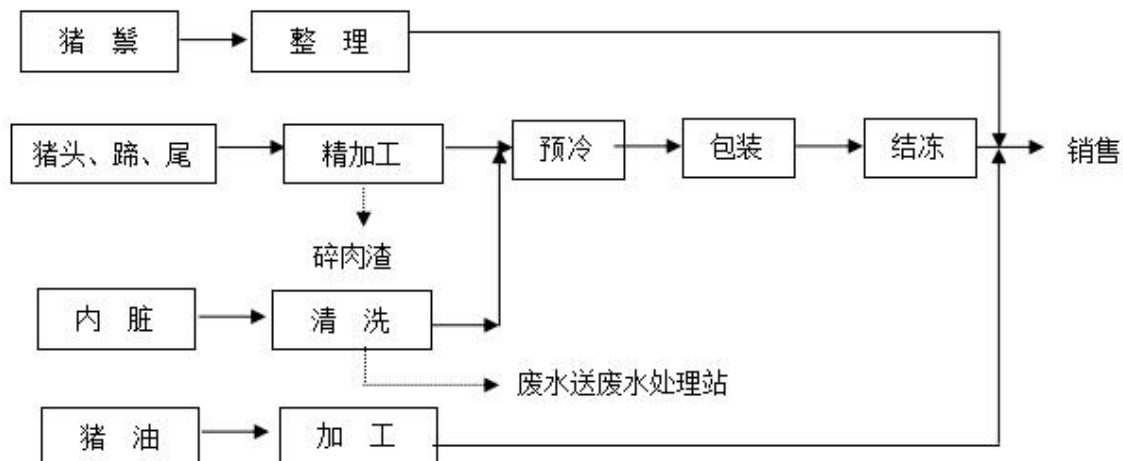 猪 鬃
整 理
猪头、蹄、尾
精加工
预冷
包装
结冻
销售
碎肉渣
内 脏
清 洗
废水送废水处理站
猪 油
加 工